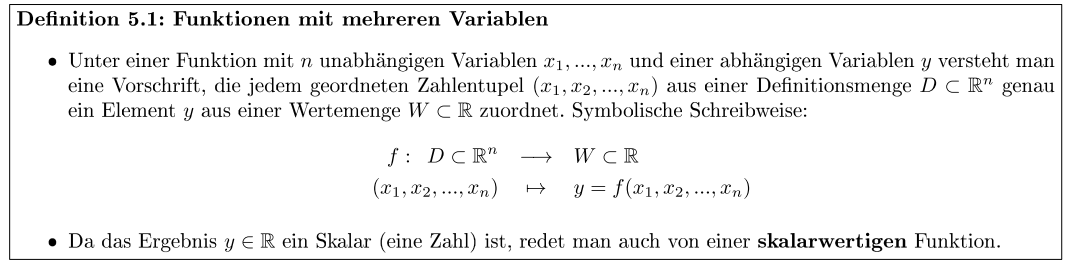 Definition 5.1: Funktionen mit mehreren Variablen
• Unter einer Funktion mit n unabhängigen Variablen x₁, ..., xₙ und einer abhängigen Variablen y versteht man
eine Vorschrift, die jedem geordneten Zahlentupel (x₁, x₂, ..., xₙ) aus einer Definitionsmenge D ⊂ ℝⁿ genau
ein Element y aus einer Wertemenge W ⊂ ℝ zuordnet. Symbolische Schreibweise:
f : D ⊂ ℝⁿ ⟶ W ⊂ ℝ
(x₁, x₂, ..., xₙ) ↦ y = f(x₁, x₂, ..., xₙ)
• Da das Ergebnis y ∈ ℝ ein Skalar (eine Zahl) ist, redet man auch von einer skalarwertigen Funktion.